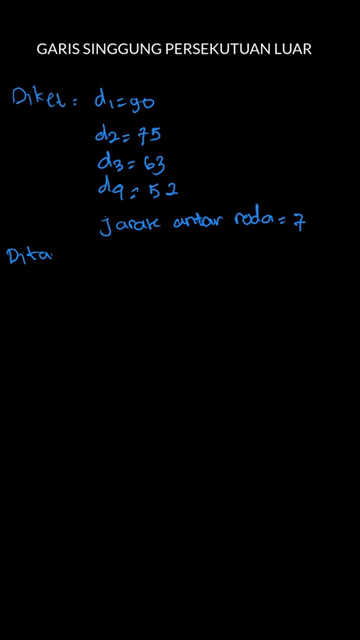 GARIS SINGGUNG PERSEKUTUAN LUAR
Diket = d1=90
d2=75
d3=63
d4=52
jarak antar roda=7
Dita